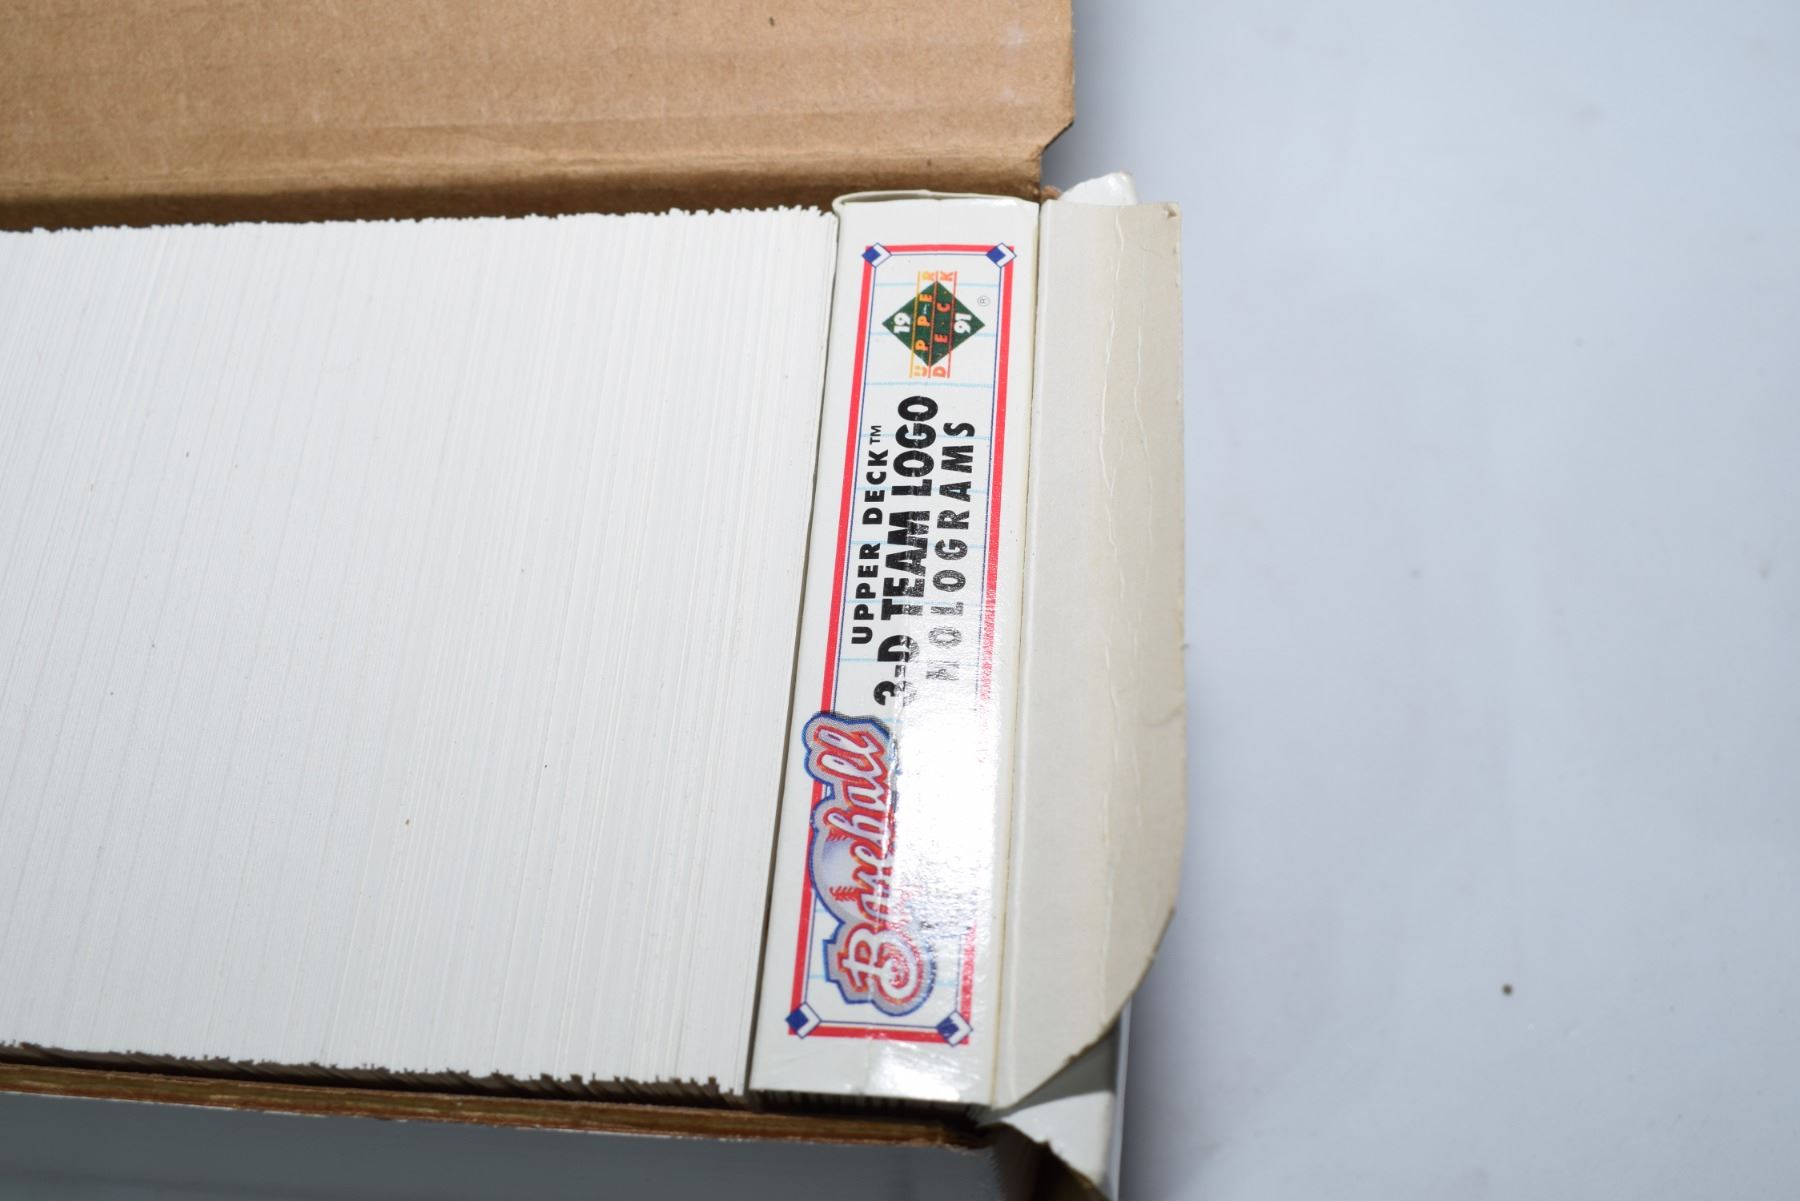 Baseball
UPPER DECK™
3-D TEAM LOGO
HOLOGRAMS
19 UPPER DECK 91 ®